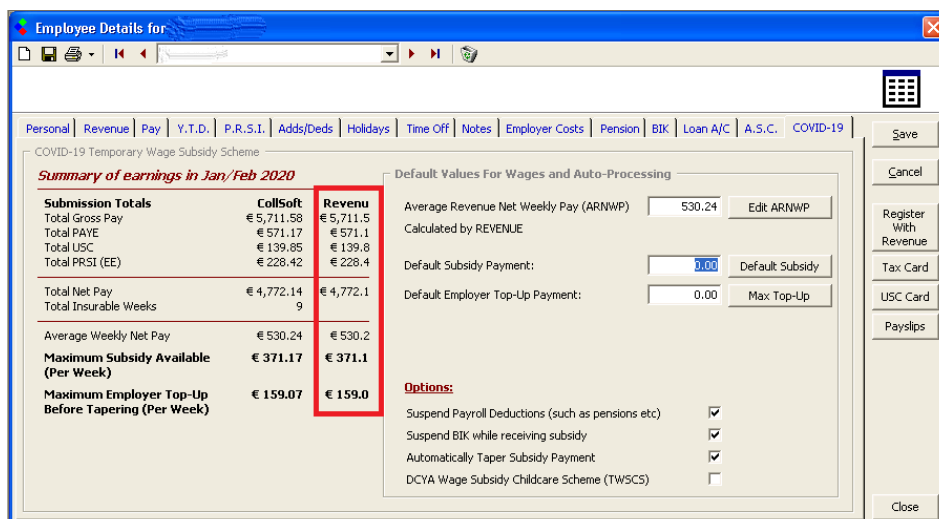 Employee Details for
Personal Revenue Pay Y.T.D. P.R.S.I. Adds/Deds Holidays Time Off Notes Employer Costs Pension BIK Loan A/C A.S.C. COVID-19
COVID-19 Temporary Wage Subsidy Scheme
Summary of earnings in Jan/Feb 2020
Submission Totals CollSoft Revenu
Total Gross Pay € 5,711.58 € 5,711.5
Total PAYE € 571.17 € 571.1
Total USC € 139.85 € 139.8
Total PRSI (EE) € 228.42 € 228.4
Total Net Pay € 4,772.14 € 4,772.1
Total Insurable Weeks 9
Average Weekly Net Pay € 530.24 € 530.2
Maximum Subsidy Available € 371.17 € 371.1
(Per Week)
Maximum Employer Top-Up € 159.07 € 159.0
Before Tapering (Per Week)
Default Values For Wages and Auto-Processing
Average Revenue Net Weekly Pay (ARNWP) 530.24 Edit ARNWP
Calculated by REVENUE
Default Subsidy Payment: 0.00 Default Subsidy
Default Employer Top-Up Payment: 0.00 Max Top-Up
Options:
Suspend Payroll Deductions (such as pensions etc)
Suspend BIK while receiving subsidy
Automatically Taper Subsidy Payment
DCYA Wage Subsidy Childcare Scheme (TWSCS)
Save
Cancel
Register
With
Revenue
Tax Card
USC Card
Payslips
Close